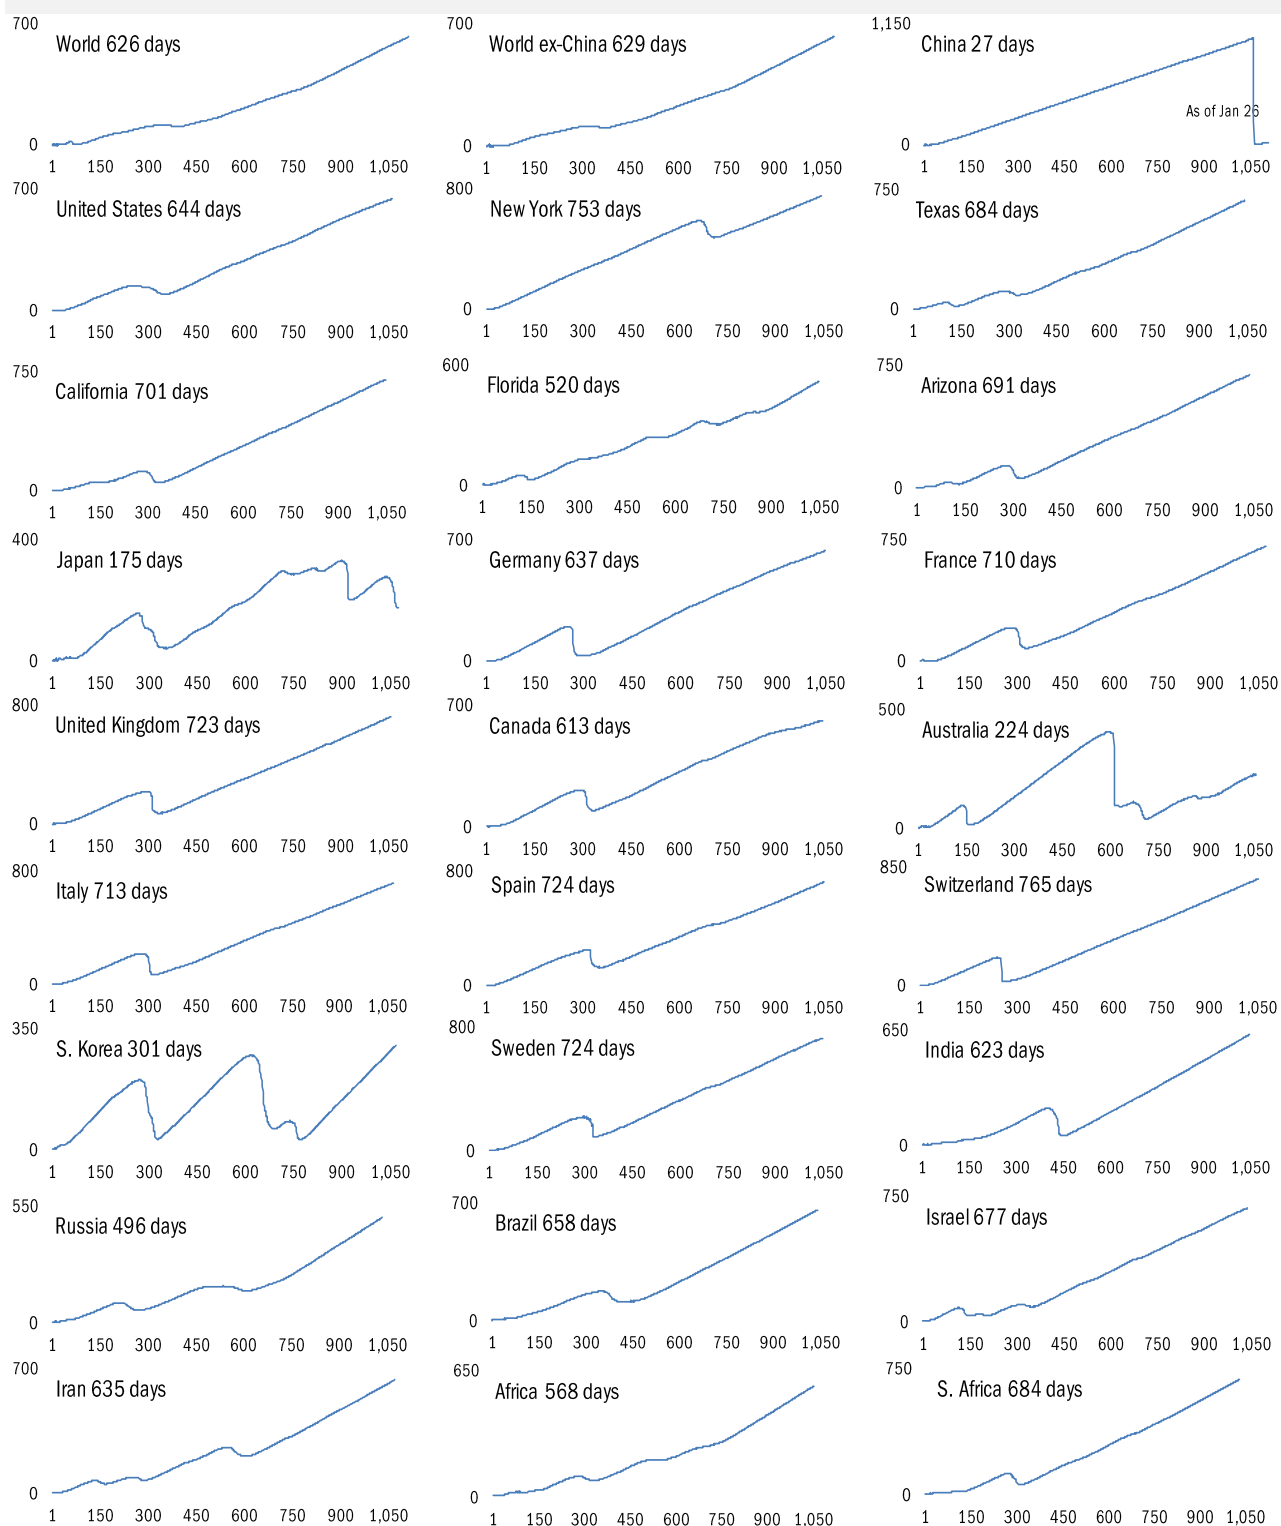 700 700 1,150
World 626 days World ex-China 629 days China 27 days
As of Jan 26
0 0 0
1 150 300 450 600 750 900 1,050 1 150 300 450 600 750 900 1,050 1 150 300 450 600 750 900 1,050
700 800 750
United States 644 days New York 753 days Texas 684 days
0 0 0
1 150 300 450 600 750 900 1,050 1 150 300 450 600 750 900 1,050 1 150 300 450 600 750 900 1,050
750 600 750
California 701 days Florida 520 days Arizona 691 days
0 0 0
1 150 300 450 600 750 900 1,050 1 150 300 450 600 750 900 1,050 1 150 300 450 600 750 900 1,050
400 700 750
Japan 175 days Germany 637 days France 710 days
0 0 0
1 150 300 450 600 750 900 1,050 1 150 300 450 600 750 900 1,050 1 150 300 450 600 750 900 1,050
800 700 500
United Kingdom 723 days Canada 613 days Australia 224 days
0 0 0
1 150 300 450 600 750 900 1,050 1 150 300 450 600 750 900 1,050 1 150 300 450 600 750 900 1,050
800 800 850
Italy 713 days Spain 724 days Switzerland 765 days
0 0 0
1 150 300 450 600 750 900 1,050 1 150 300 450 600 750 900 1,050 1 150 300 450 600 750 900 1,050
350 800 650
S. Korea 301 days Sweden 724 days India 623 days
0 0 0
1 150 300 450 600 750 900 1,050 1 150 300 450 600 750 900 1,050 1 150 300 450 600 750 900 1,050
550 700 750
Russia 496 days Brazil 658 days Israel 677 days
0 0 0
1 150 300 450 600 750 900 1,050 1 150 300 450 600 750 900 1,050 1 150 300 450 600 750 900 1,050
700 650 750
Iran 635 days Africa 568 days S. Africa 684 days
0 0 0
1 150 300 450 600 750 900 1,050 1 150 300 450 600 750 900 1,050 1 150 300 450 600 750 900 1,050